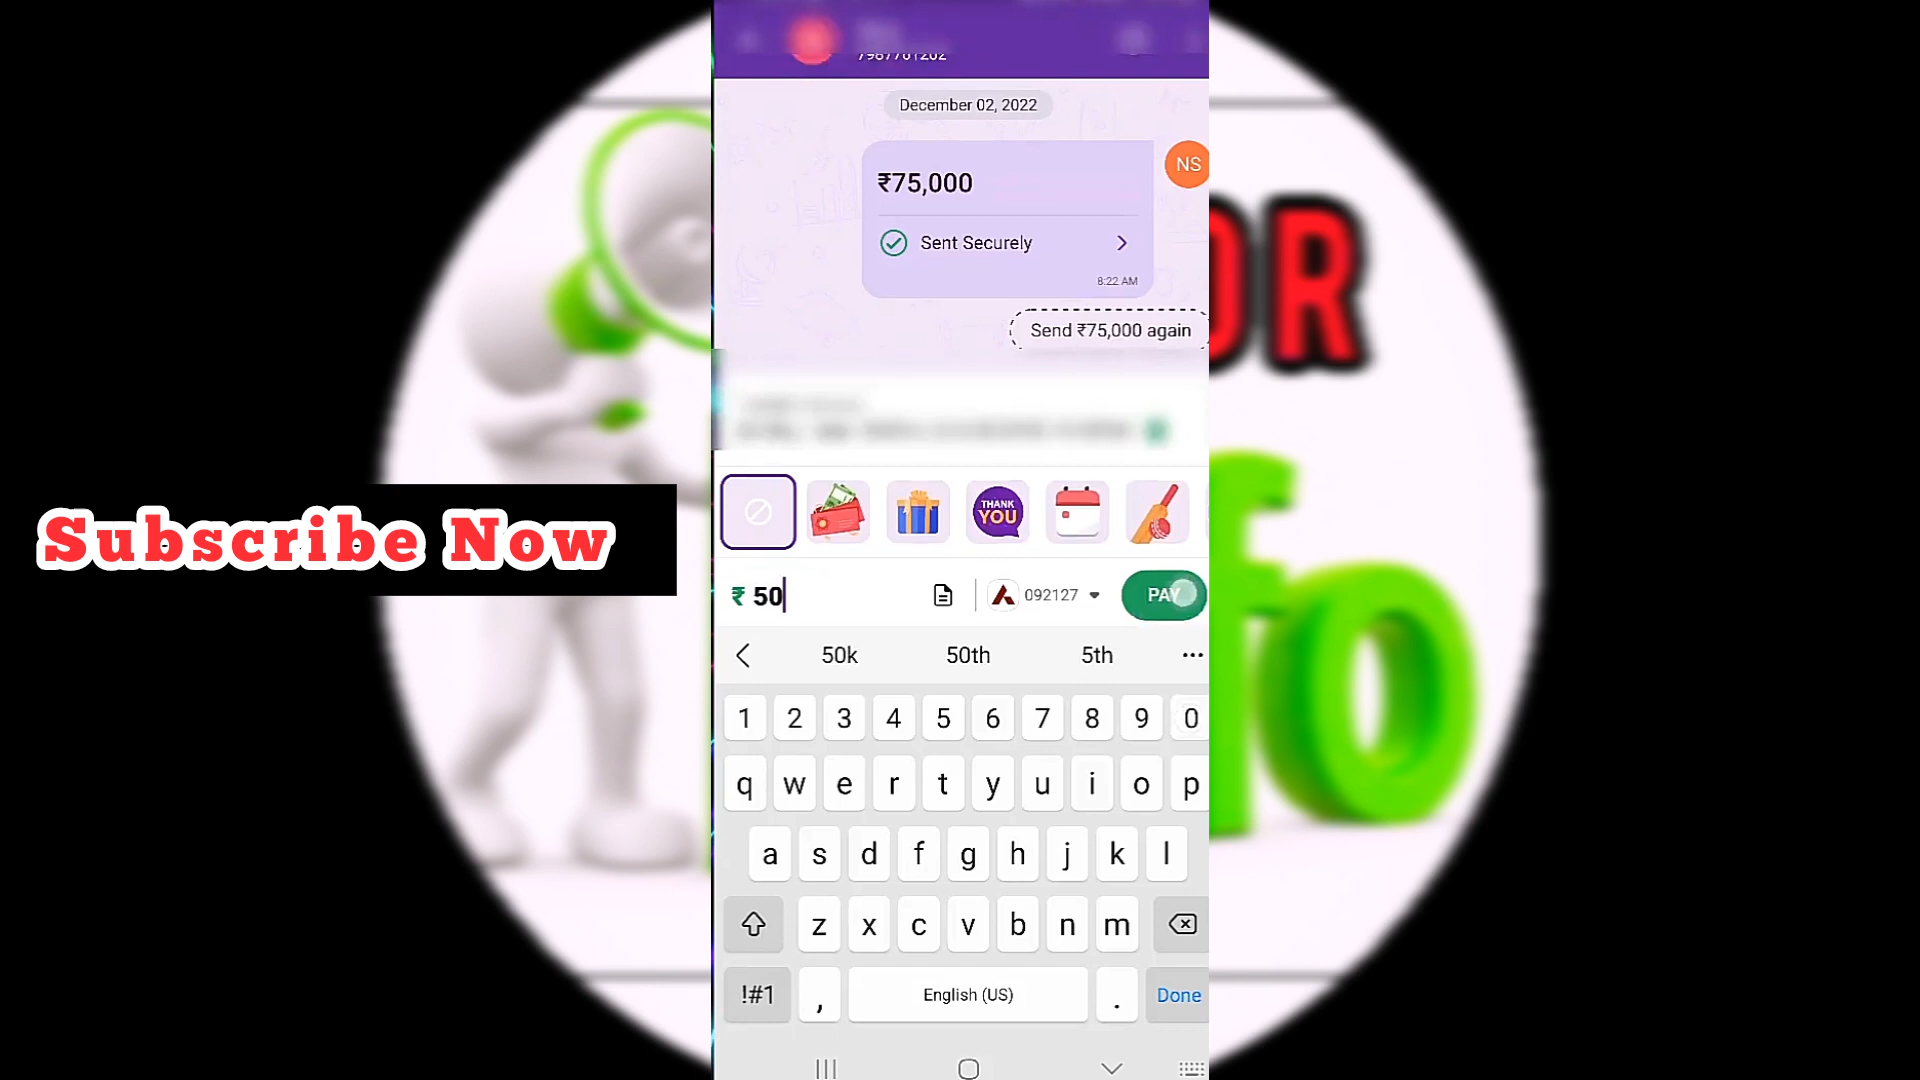 December 02, 2022
₹75,000
NS
Sent Securely
8:22 AM
Send ₹75,000 again
OR
fo
Subscribe Now
THANK
YOU
₹ 50
092127
PAY
50k 50th 5th
1 2 3 4 5 6 7 8 9 0
q w e r t y u i o p
a s d f g h j k l
z x c v b n m
!#1 , English (US) . Done